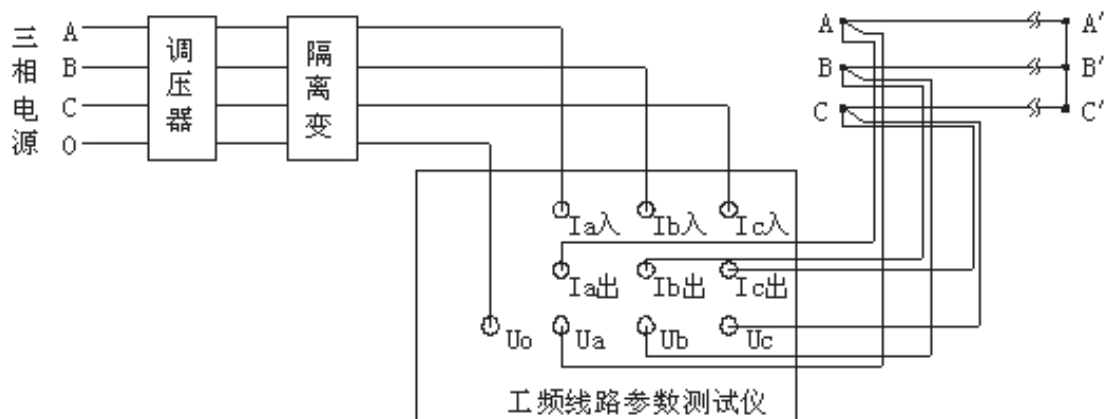 三相电源
A
B
C
O
调压器
隔离变
A
B
C
A′
B′
C′
Ia入 Ib入 Ic入
Ia出 Ib出 Ic出
Uo Ua Ub Uc
工频线路参数测试仪